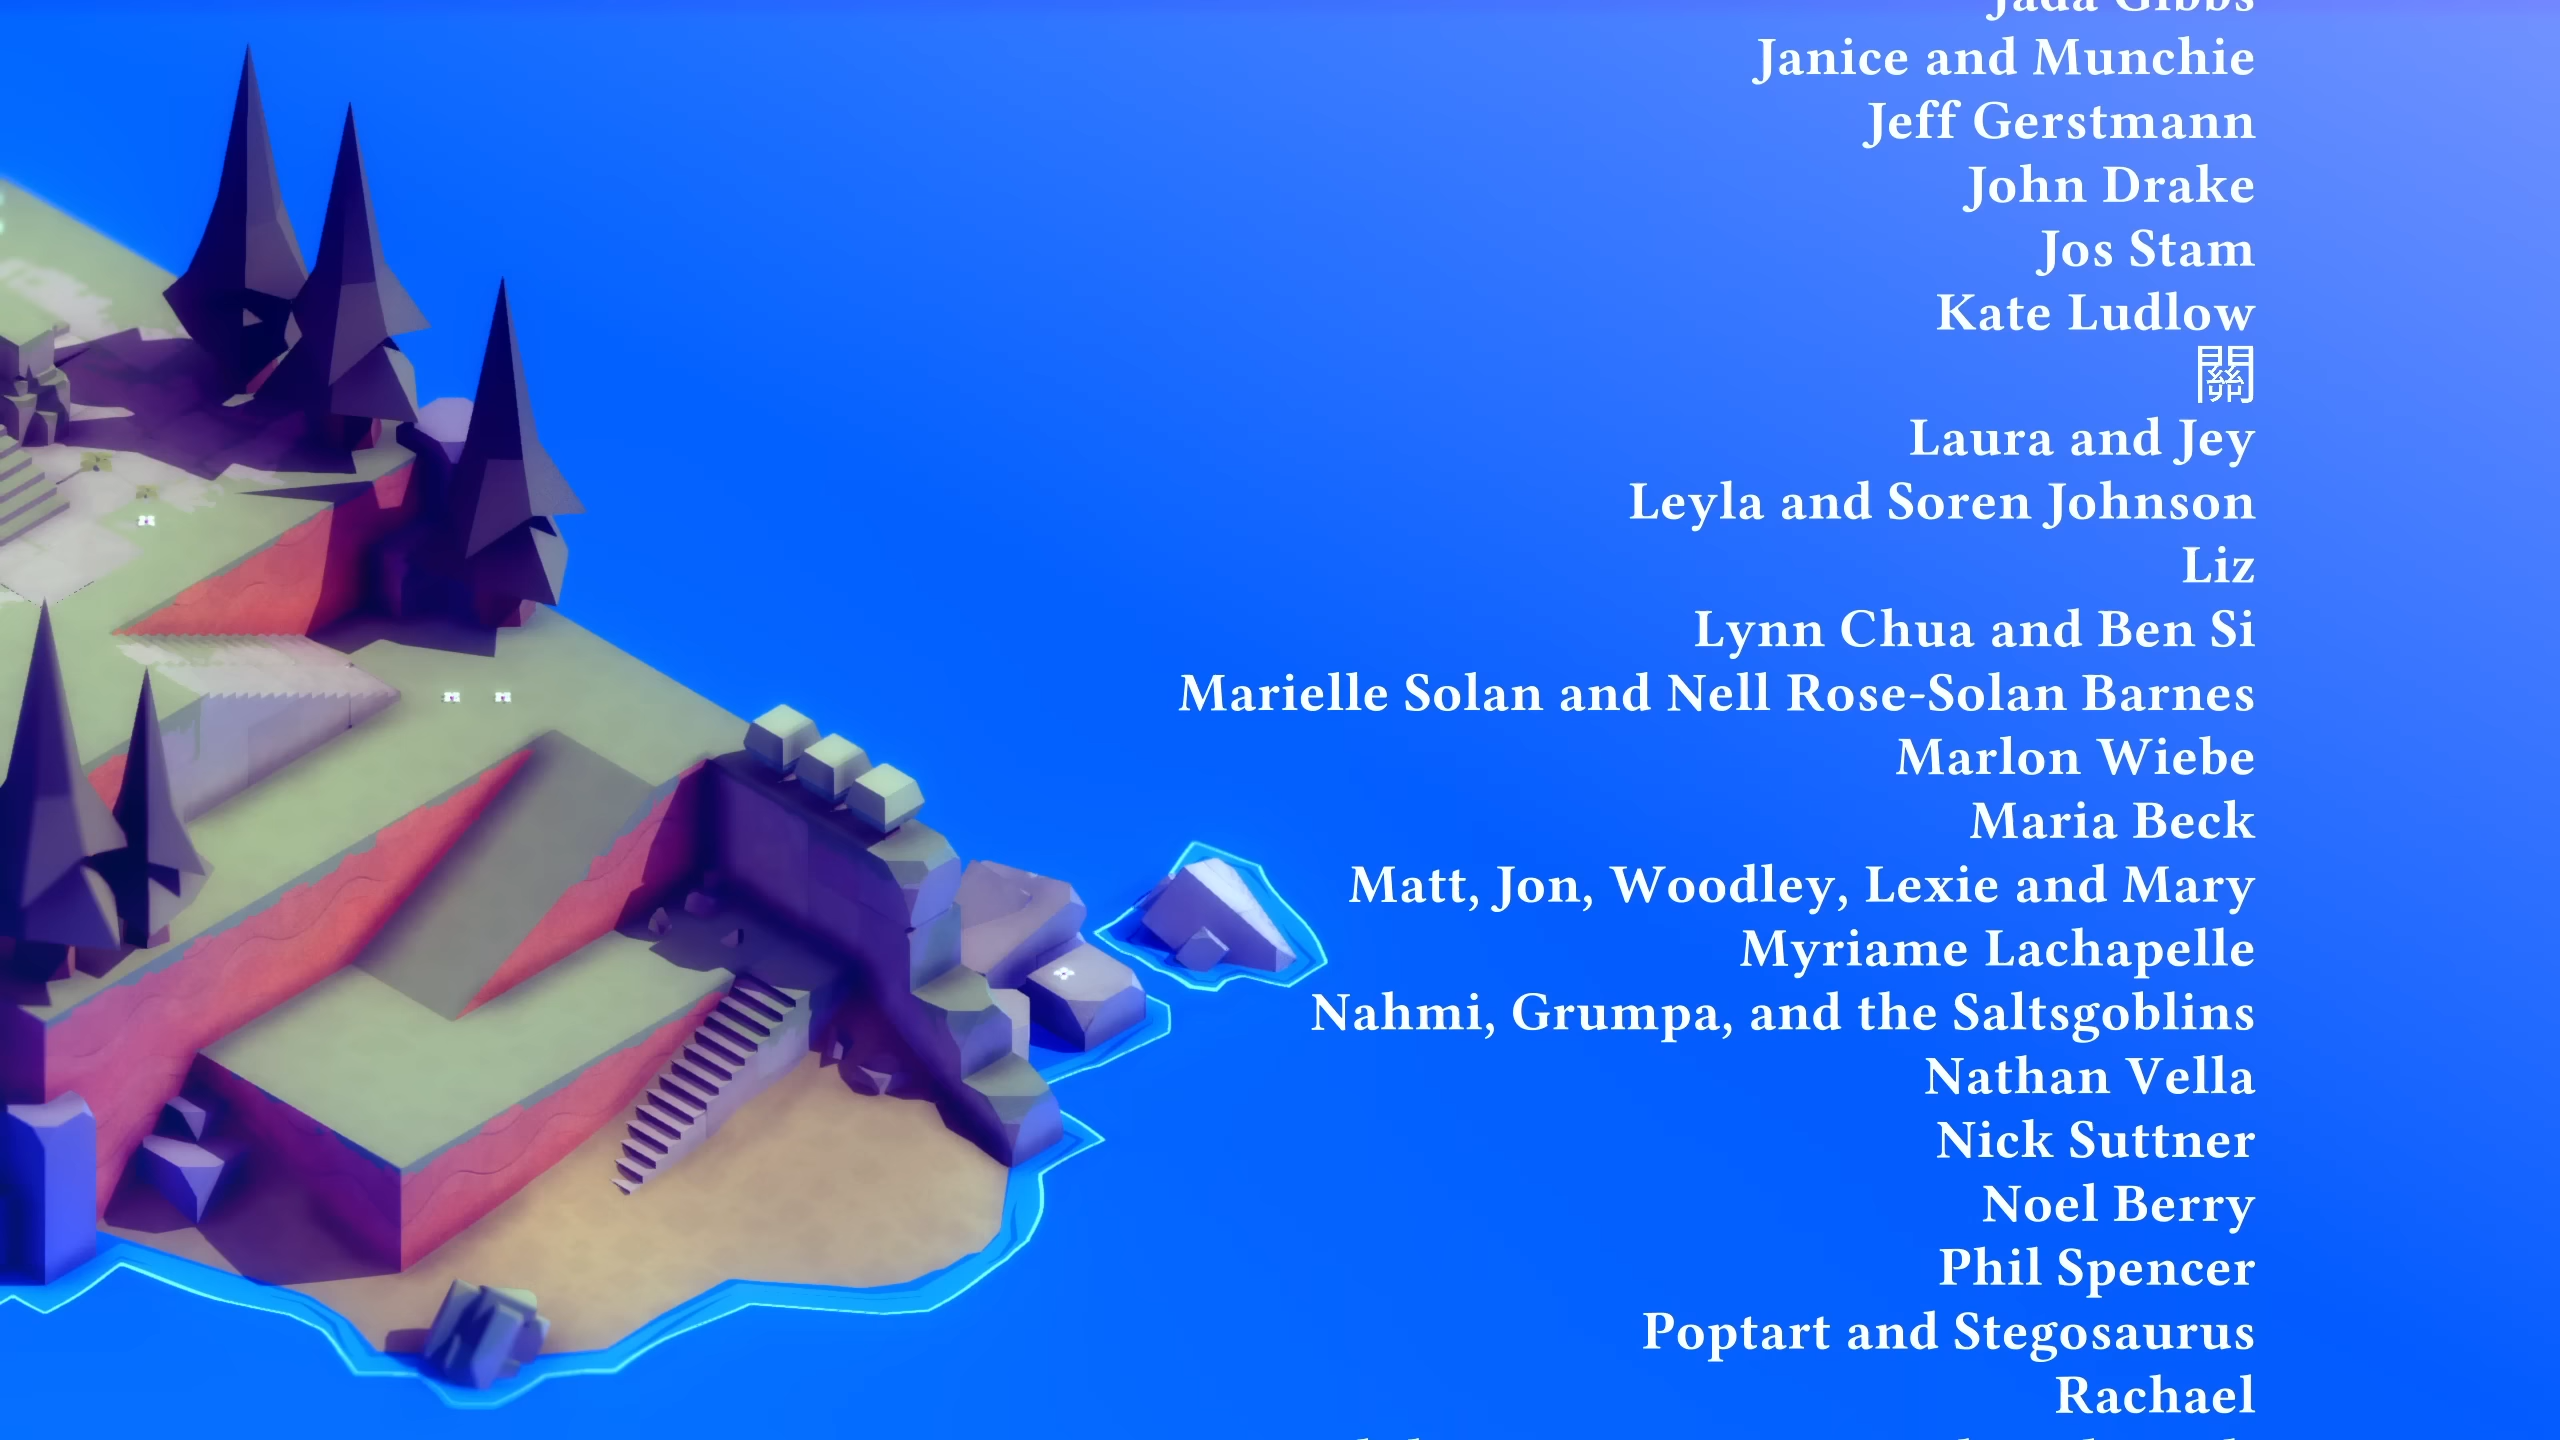 Jada Gibbs
Janice and Munchie
Jeff Gerstmann
John Drake
Jos Stam
Kate Ludlow
關
Laura and Jey
Leyla and Soren Johnson
Liz
Lynn Chua and Ben Si
Marielle Solan and Nell Rose-Solan Barnes
Marlon Wiebe
Maria Beck
Matt, Jon, Woodley, Lexie and Mary
Myriame Lachapelle
Nahmi, Grumpa, and the Saltsgoblins
Nathan Vella
Nick Suttner
Noel Berry
Phil Spencer
Poptart and Stegosaurus
Rachael